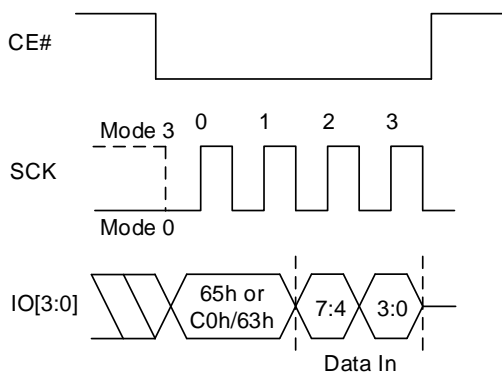 CE#
Mode 3
0 1 2 3
SCK
Mode 0
IO[3:0]
65h or
C0h/63h
7:4
3:0
Data In